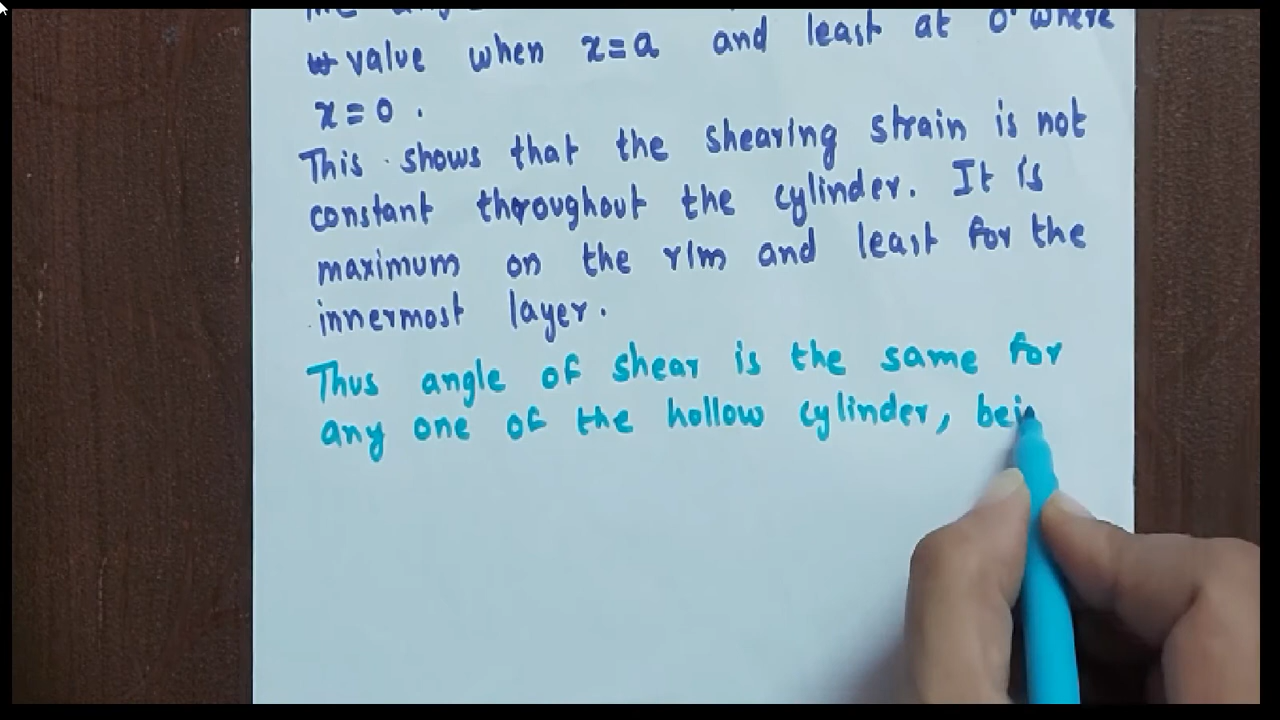 value when x=a and least at 0 where
x=0.
This shows that the shearing strain is not
constant throughout the cylinder. It is
maximum on the rim and least for the
innermost layer.
Thus angle of shear is the same for
any one of the hollow cylinder, bei